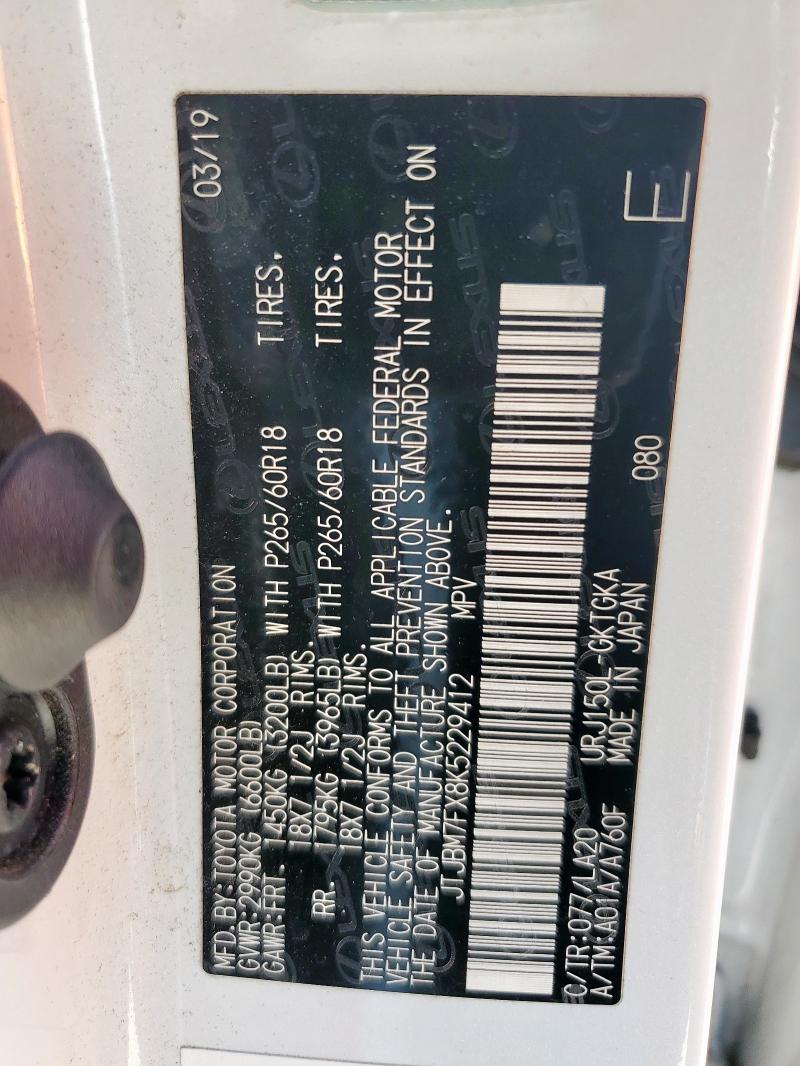 MFD.BY:TOYOTA MOTOR CORPORATION 03/19
GVWR:2990KG (6600LB)
GAWR:FRT. 1450KG (3200LB) WITH P265/60R18 TIRES.
18X7 1/2J RIMS.
RR. 1795KG (3965LB) WITH P265/60R18 TIRES.
18X7 1/2J RIMS.
THIS VEHICLE CONFORMS TO ALL APPLICABLE FEDERAL MOTOR
VEHICLE SAFETY AND THEFT PREVENTION STANDARDS IN EFFECT ON
THE DATE OF MANUFACTURE SHOWN ABOVE.
JTJBM7FX8K5229412 MPV
C/TR:077/LA20 URJ150L-GKTGKA 080 E
A/TM:A01A/A760F MADE IN JAPAN
LEXUS